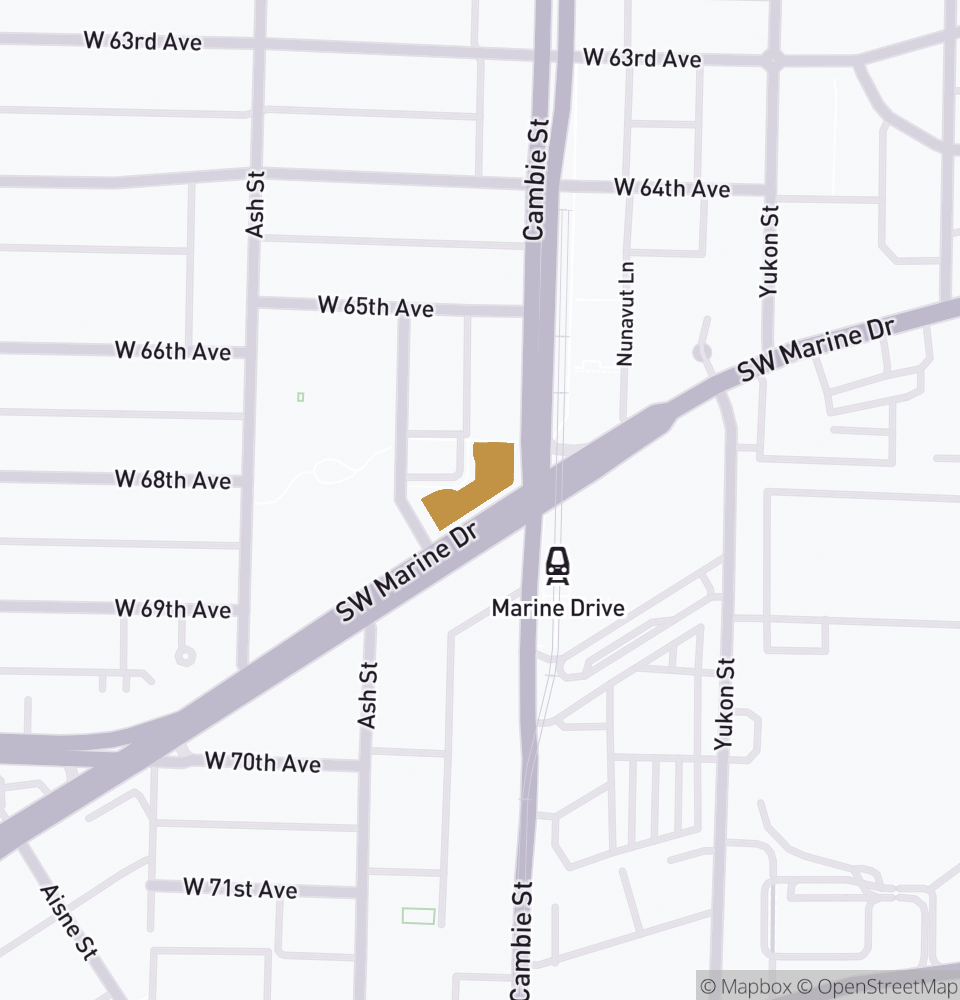 W 63rd Ave
W 63rd Ave
Cambie St
Ash St
W 64th Ave
Yukon St
Nunavut Ln
W 65th Ave
W 66th Ave
SW Marine Dr
W 68th Ave
SW Marine Dr
W 69th Ave
Marine Drive
Ash St
Yukon St
W 70th Ave
W 71st Ave
Aisne St
Cambie St
© Mapbox © OpenStreetMap